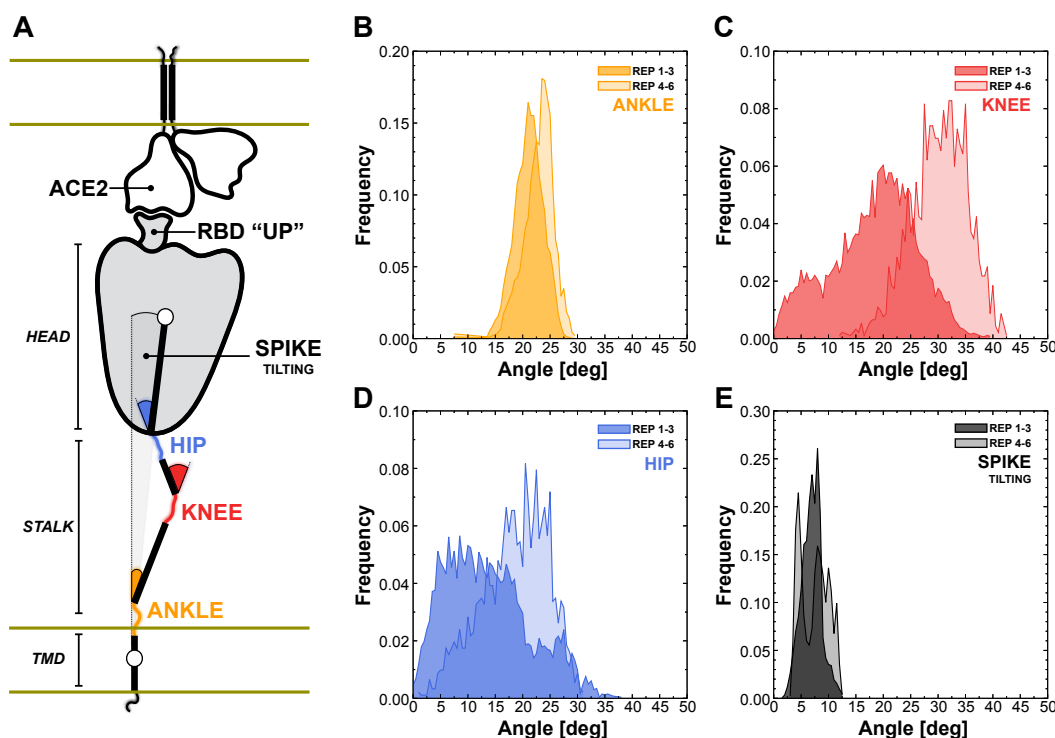 A
ACE2
RBD “UP”
HEAD
SPIKE
TILTING
HIP
KNEE
STALK
ANKLE
TMD
B
0.20
0.15
0.10
0.05
0.00
Frequency
REP 1-3
REP 4-6
ANKLE
0 5 10 15 20 25 30 35 40 45 50
Angle [deg]
C
0.10
0.08
0.06
0.04
0.02
0.00
Frequency
REP 1-3
REP 4-6
KNEE
0 5 10 15 20 25 30 35 40 45 50
Angle [deg]
D
0.10
0.08
0.06
0.04
0.02
0.00
Frequency
REP 1-3
REP 4-6
HIP
0 5 10 15 20 25 30 35 40 45 50
Angle [deg]
E
0.30
0.25
0.20
0.15
0.10
0.05
0.00
Frequency
REP 1-3
REP 4-6
SPIKE
TILTING
0 5 10 15 20 25 30 35 40 45 50
Angle [deg]